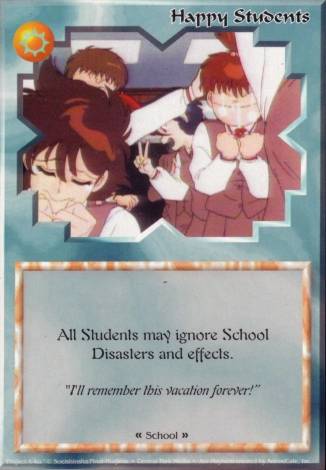 Happy Students
All Students may ignore School
Disasters and effects.
"I'll remember this vacation forever!"
« School »